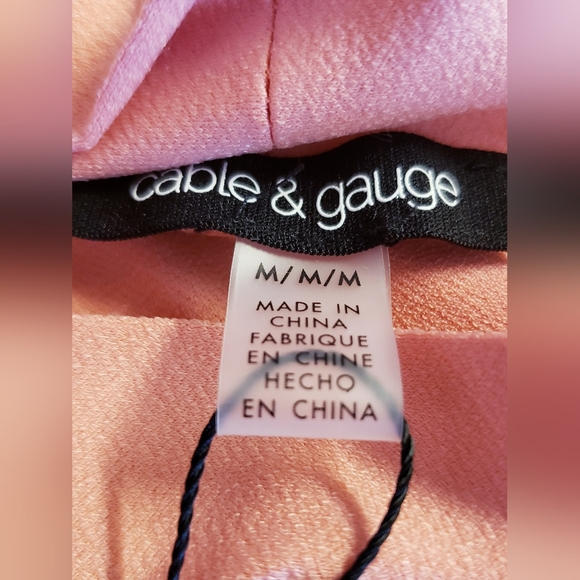 cable & gauge
M/M/M
MADE IN
CHINA
FABRIQUE
EN CHINE
HECHO
EN CHINA